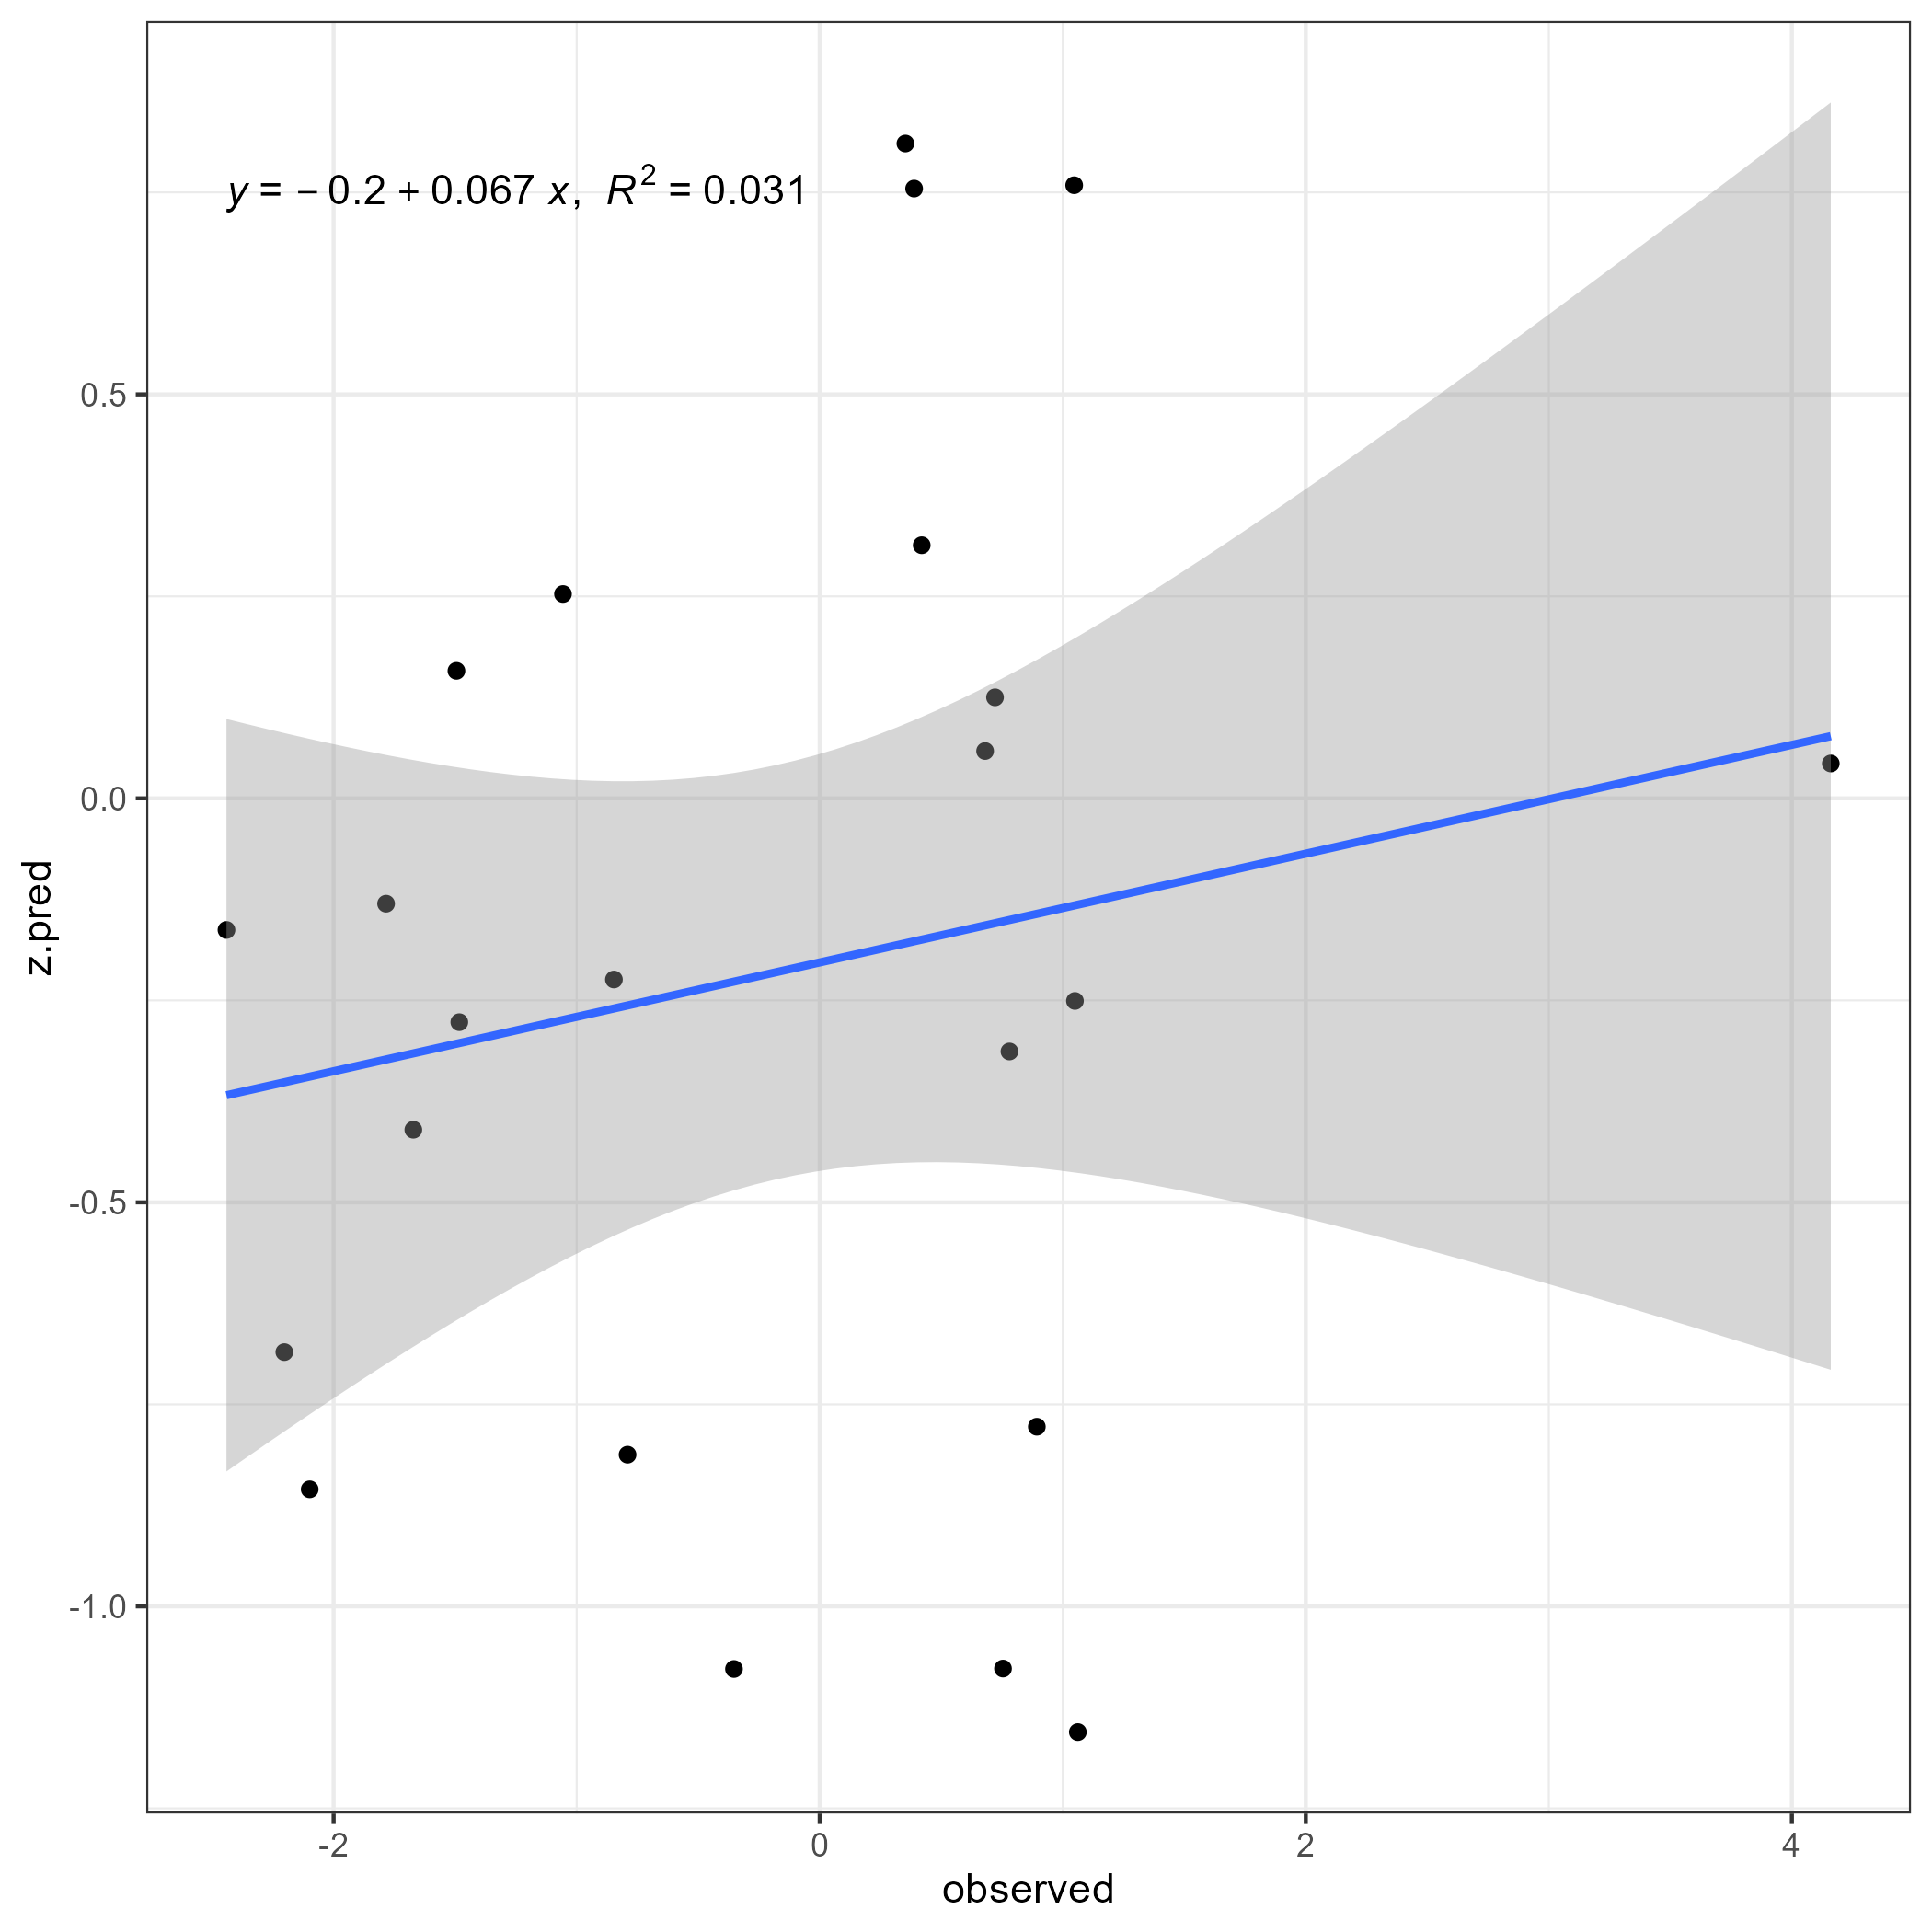 y = − 0.2 + 0.067 x, R² = 0.031
0.5
0.0
-0.5
-1.0
z.pred
-2 0 2 4
observed